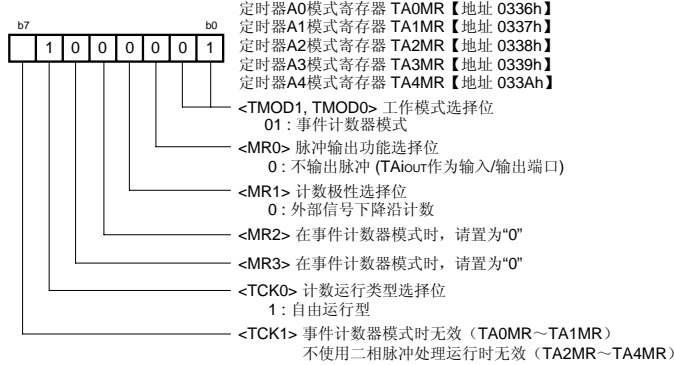 定时器A0模式寄存器 TA0MR【地址 0336h】
定时器A1模式寄存器 TA1MR【地址 0337h】
定时器A2模式寄存器 TA2MR【地址 0338h】
定时器A3模式寄存器 TA3MR【地址 0339h】
定时器A4模式寄存器 TA4MR【地址 033Ah】
b7 b0
1 0 0 0 0 0 1
<TMOD1, TMOD0> 工作模式选择位
01 : 事件计数器模式
<MR0> 脉冲输出功能选择位
0 : 不输出脉冲 (TAiOUT作为输入/输出端口)
<MR1> 计数极性选择位
0 : 外部信号下降沿计数
<MR2> 在事件计数器模式时，请置为“0”
<MR3> 在事件计数器模式时，请置为“0”
<TCK0> 计数运行类型选择位
1 : 自由运行型
<TCK1> 事件计数器模式时无效（TA0MR～TA1MR）
不使用二相脉冲处理运行时无效（TA2MR～TA4MR）